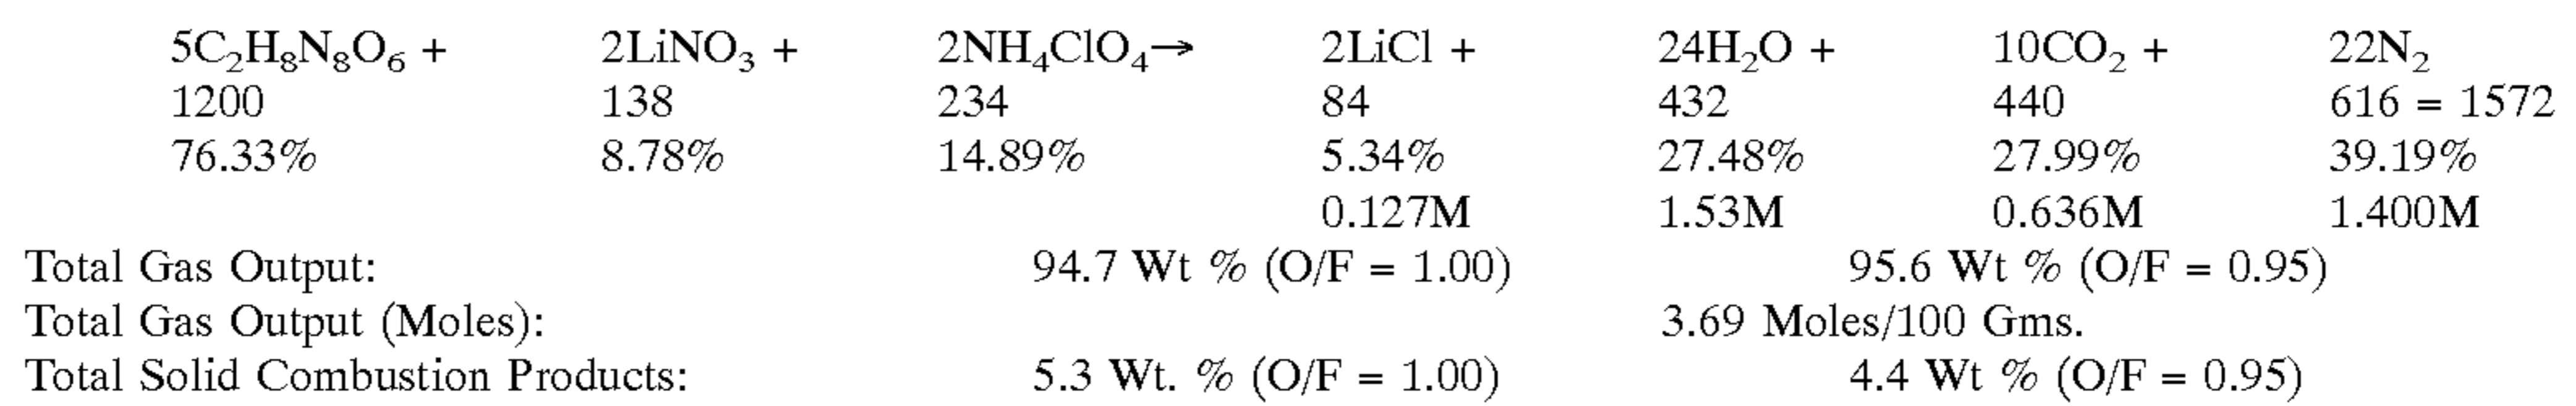 5C₂H₈N₈O₆ + 2LiNO₃ + 2NH₄ClO₄→ 2LiCl + 24H₂O + 10CO₂ + 22N₂
1200 138 234 84 432 440 616 = 1572
76.33% 8.78% 14.89% 5.34% 27.48% 27.99% 39.19%
0.127M 1.53M 0.636M 1.400M
Total Gas Output: 94.7 Wt % (O/F = 1.00) 95.6 Wt % (O/F = 0.95)
Total Gas Output (Moles): 3.69 Moles/100 Gms.
Total Solid Combustion Products: 5.3 Wt. % (O/F = 1.00) 4.4 Wt % (O/F = 0.95)